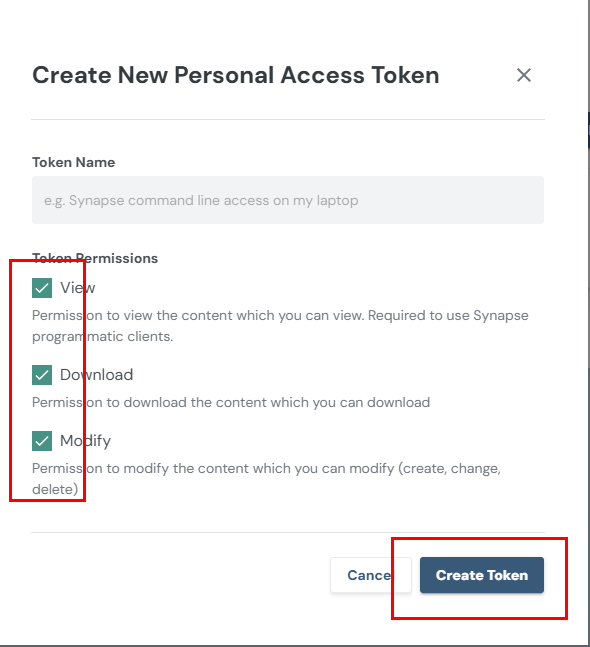 Create New Personal Access Token
Token Name
e.g. Synapse command line access on my laptop
Token Permissions
View
Permission to view the content which you can view. Required to use Synapse
programmatic clients.
Download
Permission to download the content which you can download
Modify
Permission to modify the content which you can modify (create, change,
delete)
Cancel
Create Token